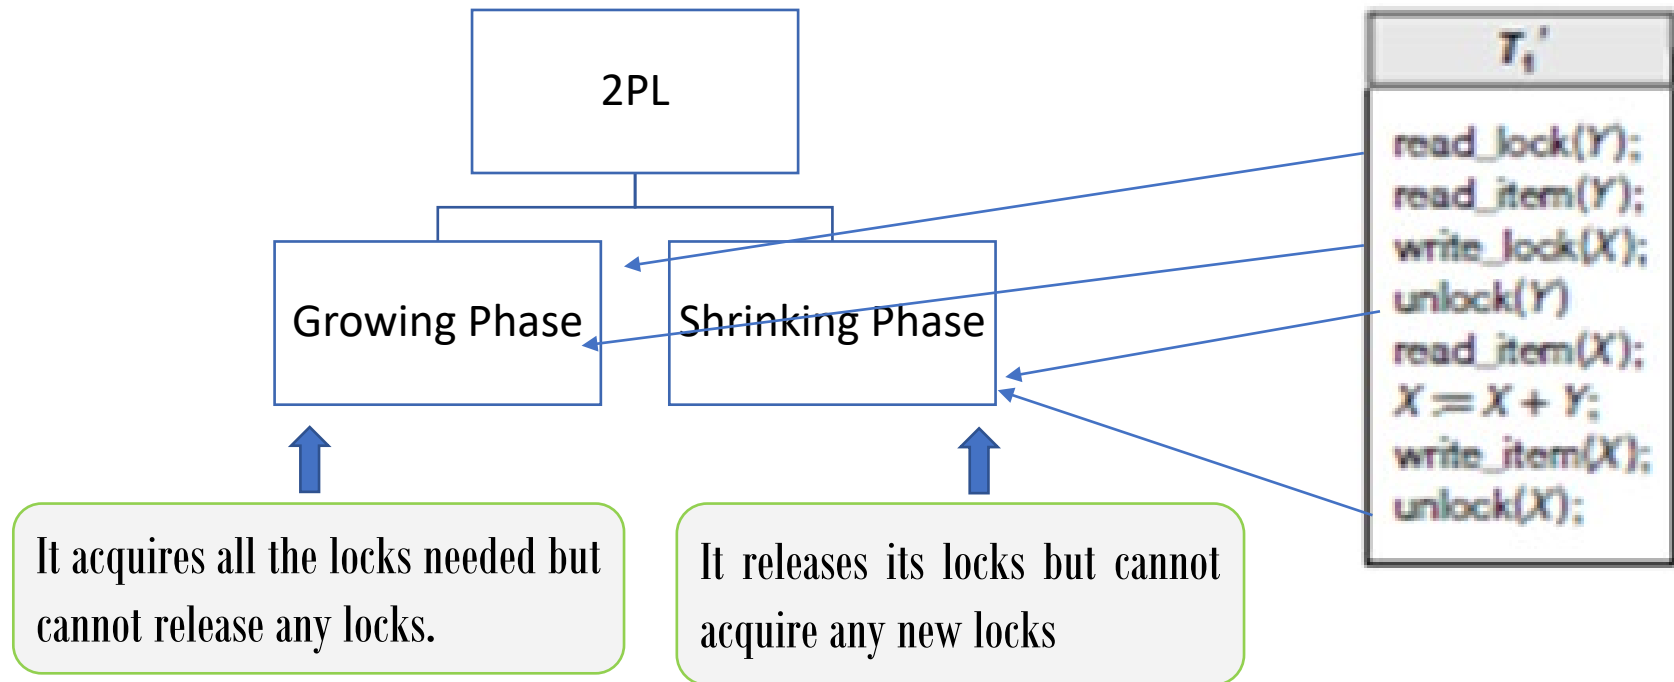 2PL
Growing Phase
Shrinking Phase
It acquires all the locks needed but
cannot release any locks.
It releases its locks but cannot
acquire any new locks
T₁'
read_lock(Y);
read_item(Y);
write_lock(X);
unlock(Y)
read_item(X);
X := X + Y;
write_item(X);
unlock(X);